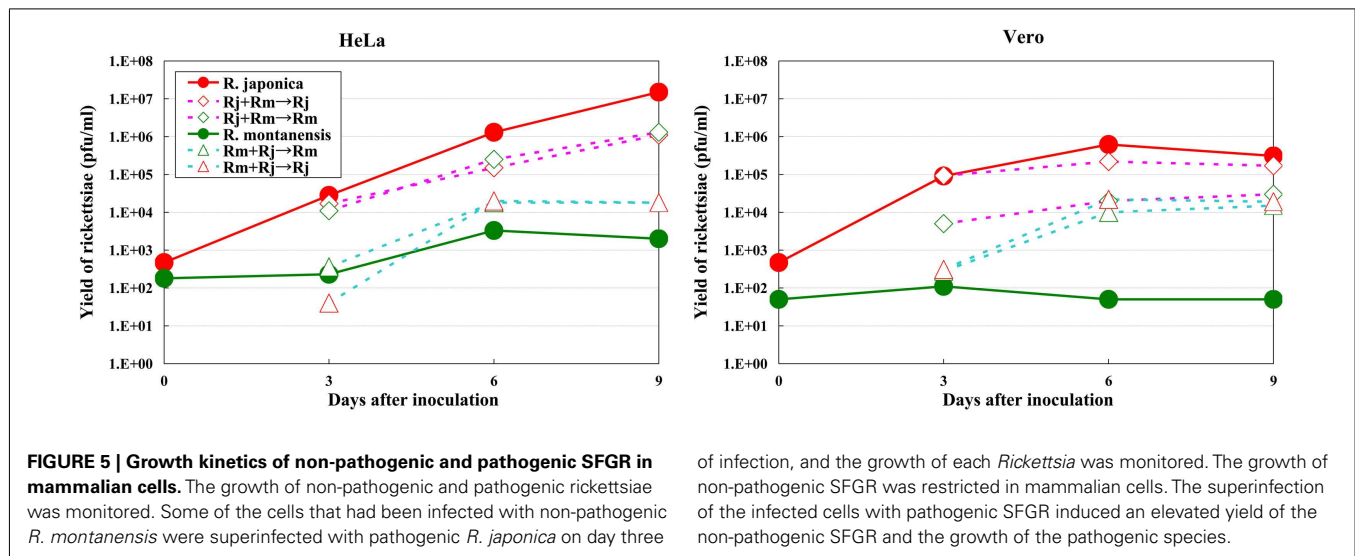 HeLa
Yield of rickettsiae (pfu/ml)
1.E+08
1.E+07
1.E+06
1.E+05
1.E+04
1.E+03
1.E+02
1.E+01
1.E+00
R. japonica
Rj+Rm→Rj
Rj+Rm→Rm
R. montanensis
Rm+Rj→Rm
Rm+Rj→Rj
0
3
6
9
Days after inoculation
Vero
Yield of rickettsiae (pfu/ml)
1.E+08
1.E+07
1.E+06
1.E+05
1.E+04
1.E+03
1.E+02
1.E+01
1.E+00
0
3
6
9
Days after inoculation
FIGURE 5 | Growth kinetics of non-pathogenic and pathogenic SFGR in
mammalian cells. The growth of non-pathogenic and pathogenic rickettsiae
was monitored. Some of the cells that had been infected with non-pathogenic
R. montanensis were superinfected with pathogenic R. japonica on day three
of infection, and the growth of each Rickettsia was monitored. The growth of
non-pathogenic SFGR was restricted in mammalian cells. The superinfection
of the infected cells with pathogenic SFGR induced an elevated yield of the
non-pathogenic SFGR and the growth of the pathogenic species.